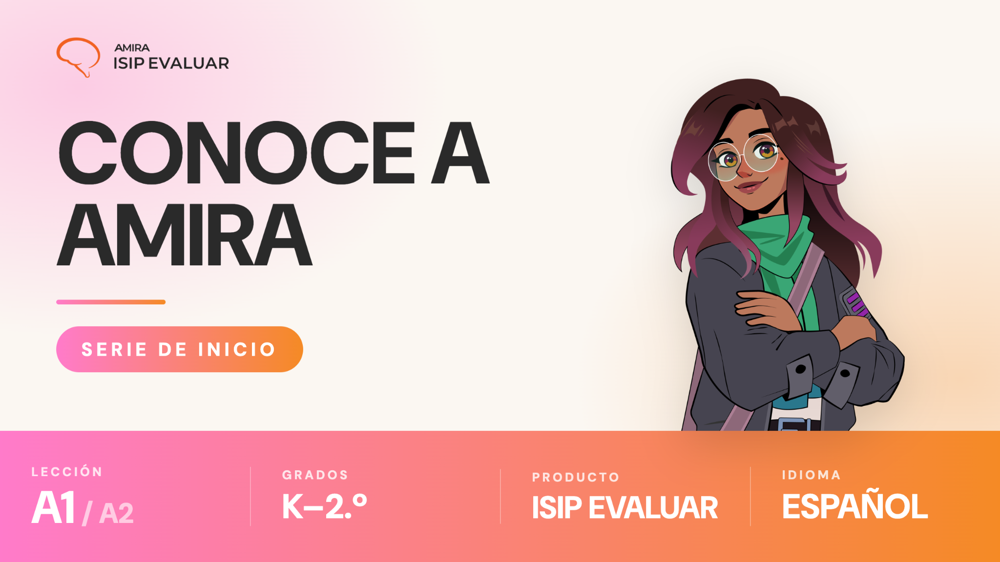 AMIRA
ISIP EVALUAR
CONOCE A
AMIRA
SERIE DE INICIO
LECCIÓN
A1 / A2
GRADOS
K—2.º
PRODUCTO
ISIP EVALUAR
IDIOMA
ESPAÑOL